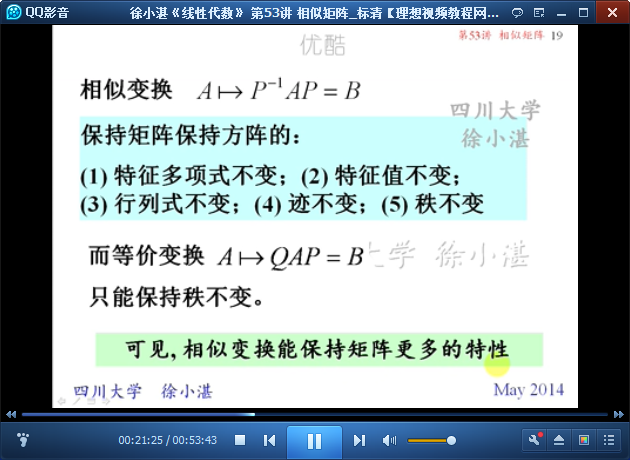 QQ影音 徐小湛《线性代数》 第53讲 相似矩阵_标清【理想视频教程网...
优酷
第53讲 相似矩阵 19
相似变换 A ↦ P⁻¹AP = B
四川大学
徐小湛
保持矩阵保持方阵的：
(1) 特征多项式不变；(2) 特征值不变；
(3) 行列式不变；(4) 迹不变；(5) 秩不变
而等价变换 A ↦ QAP = B
大学 徐小湛
只能保持秩不变。
可见, 相似变换能保持矩阵更多的特性
四川大学 徐小湛 May 2014
00:21:25 / 00:53:43